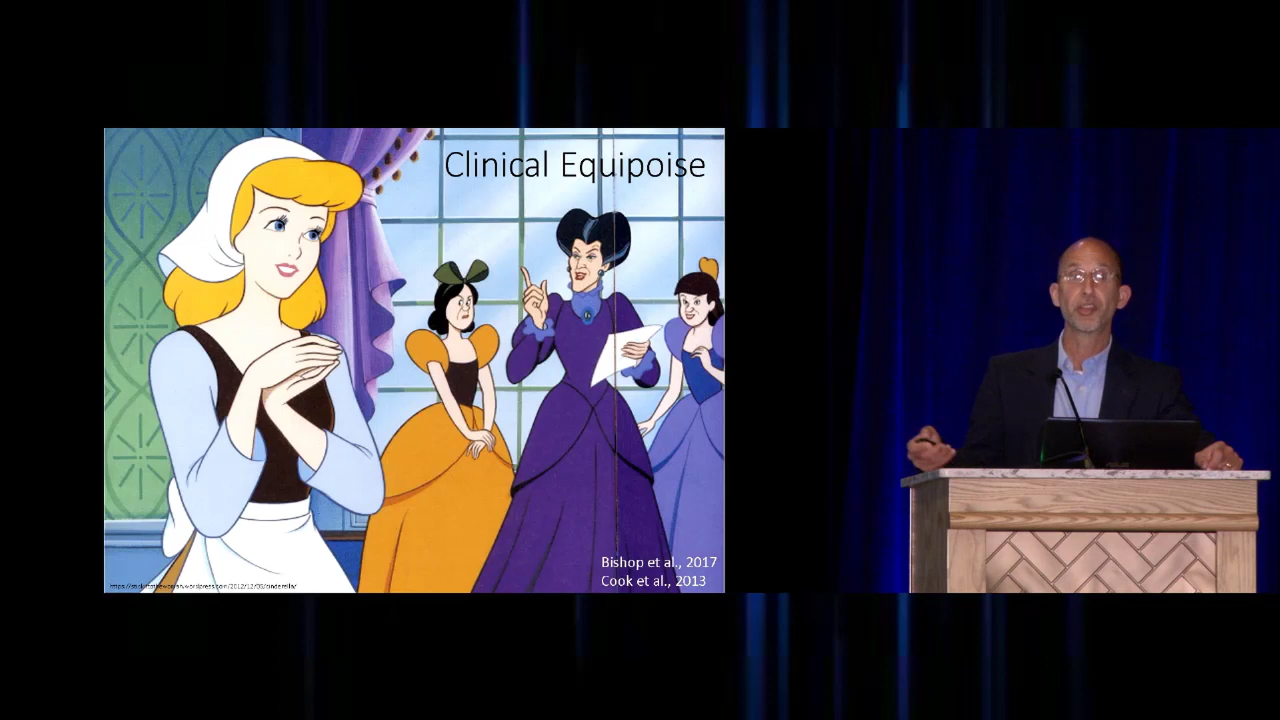 Clinical Equipoise
Bishop et al., 2017
Cook et al., 2013